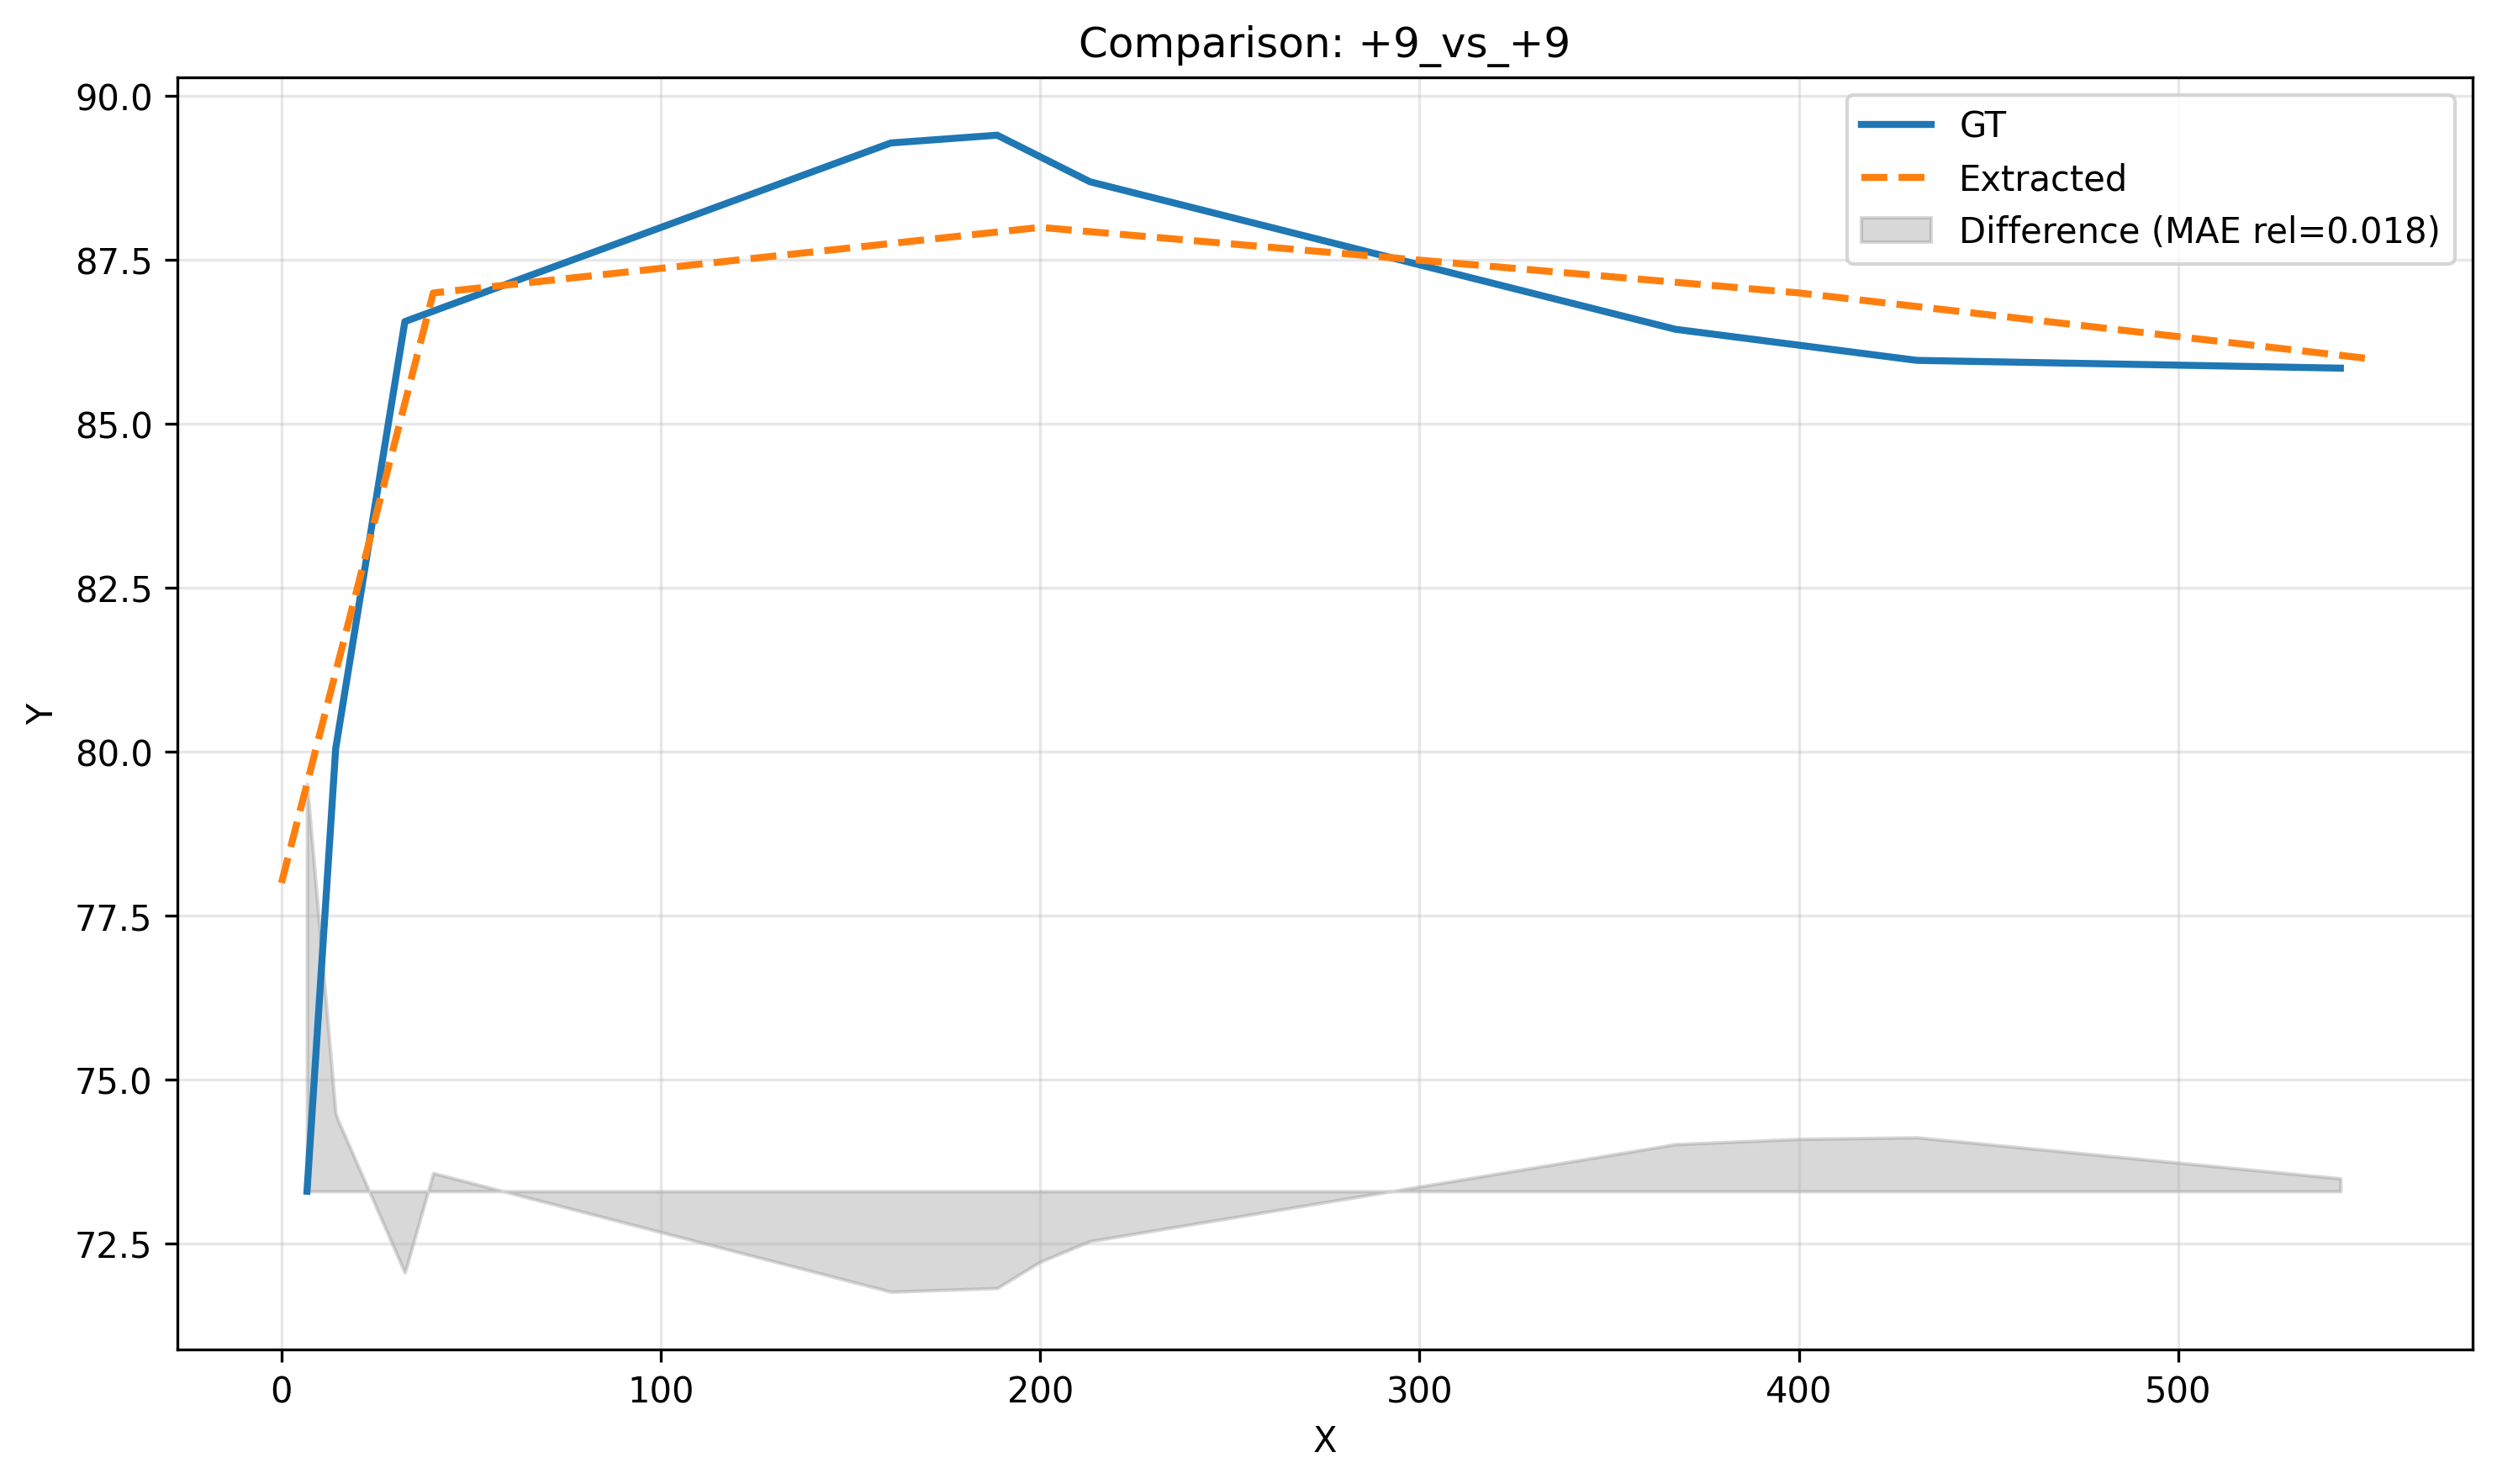 Comparison: +9_vs_+9
GT
Extracted
Difference (MAE rel=0.018)
Y
90.0
87.5
85.0
82.5
80.0
77.5
75.0
72.5
0 100 200 300 400 500
X